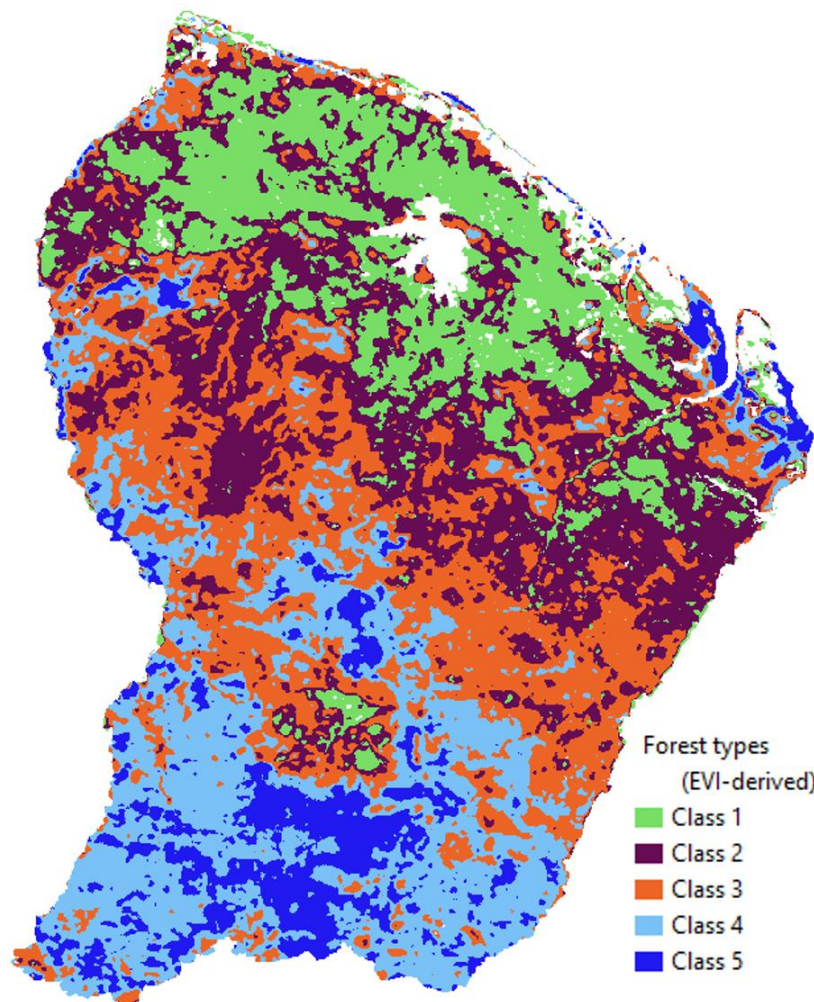 Forest types
(EVI-derived)
Class 1
Class 2
Class 3
Class 4
Class 5